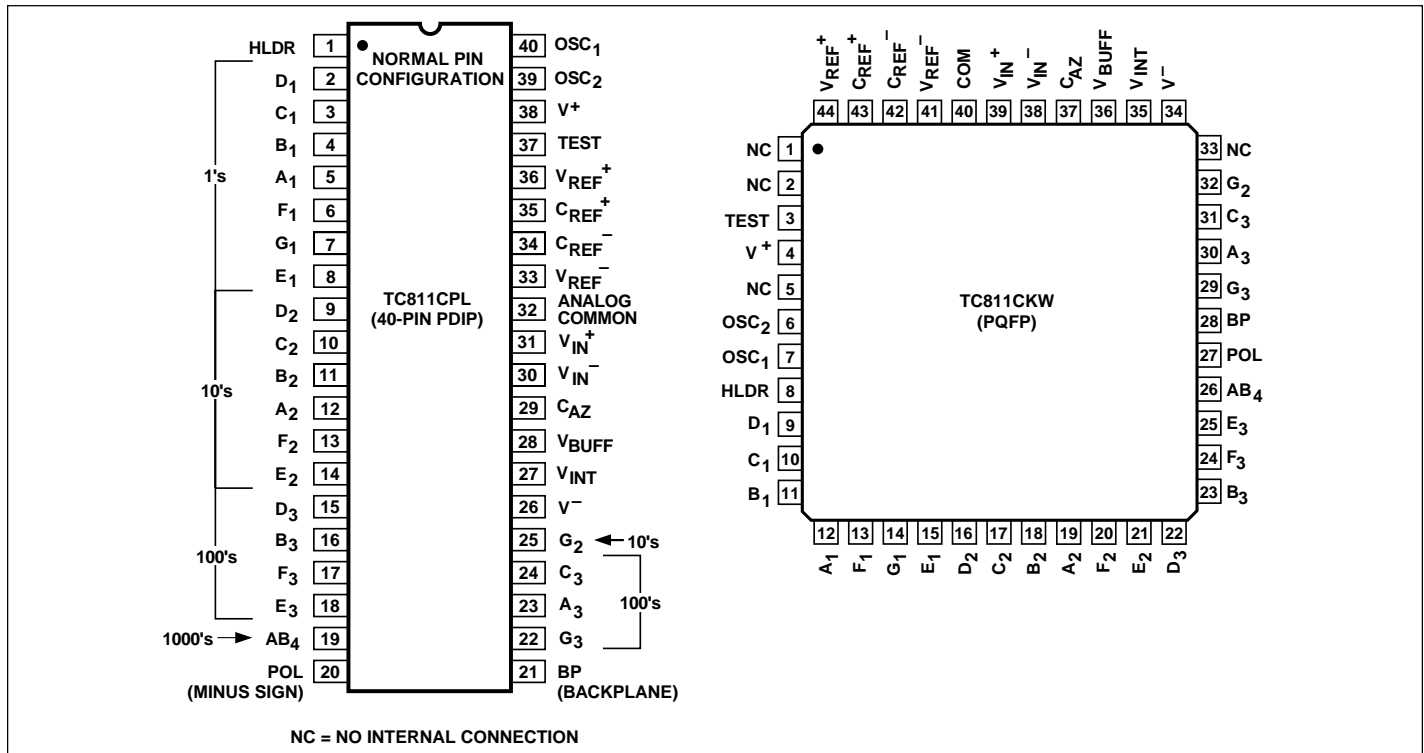 HLDR 1
D1 2
C1 3
B1 4
A1 5
F1 6
G1 7
E1 8
D2 9
C2 10
B2 11
A2 12
F2 13
E2 14
D3 15
B3 16
F3 17
E3 18
AB4 19
POL 20
(MINUS SIGN)
1's
10's
100's
1000's
NORMAL PIN
CONFIGURATION
TC811CPL
(40-PIN PDIP)
40 OSC1
39 OSC2
38 V+
37 TEST
36 VREF+
35 CREF+
34 CREF−
33 VREF−
32 ANALOG
COMMON
31 VIN+
30 VIN−
29 CAZ
28 VBUFF
27 VINT
26 V−
25 G2 10's
24 C3
23 A3
22 G3
100's
21 BP
(BACKPLANE)
NC = NO INTERNAL CONNECTION
VREF+ CREF+ CREF− VREF− COM VIN+ VIN− CAZ VBUFF VINT V−
44 43 42 41 40 39 38 37 36 35 34
NC 1
NC 2
TEST 3
V+ 4
NC 5
OSC2 6
OSC1 7
HLDR 8
D1 9
C1 10
B1 11
TC811CKW
(PQFP)
33 NC
32 G2
31 C3
30 A3
29 G3
28 BP
27 POL
26 AB4
25 E3
24 F3
23 B3
12 13 14 15 16 17 18 19 20 21 22
A1 F1 G1 E1 D2 C2 B2 A2 F2 E2 D3